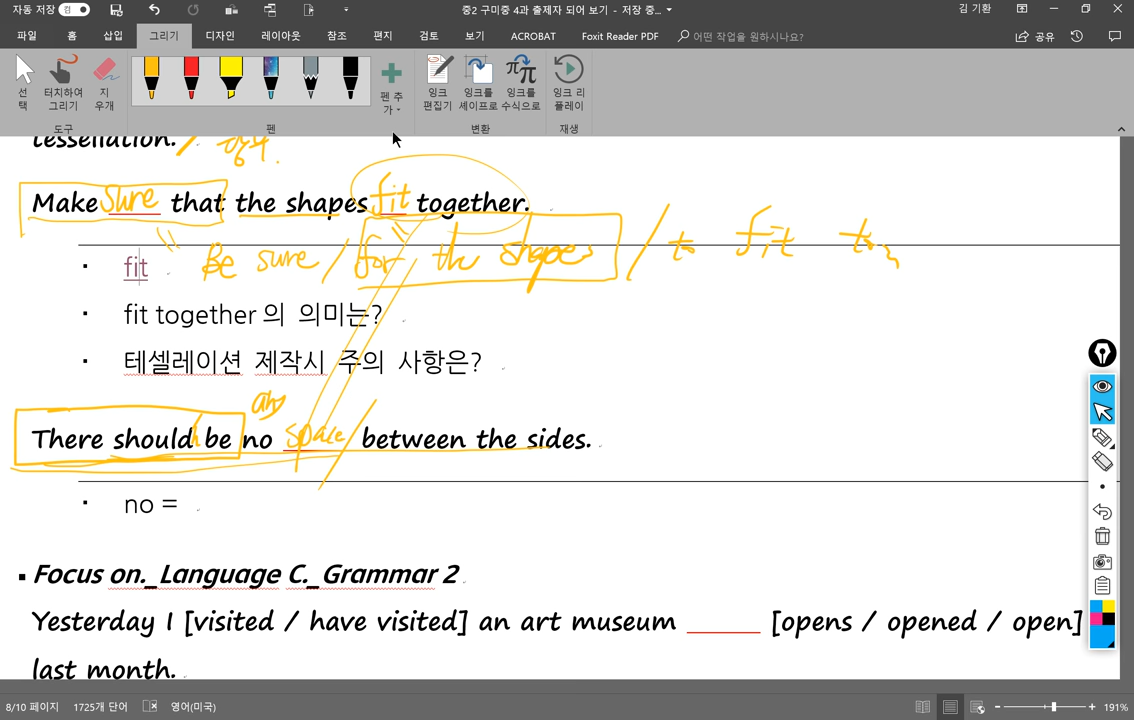 자동 저장 컴 중2 구미중 4과 출제자 되어 보기 - 저장 중... 김 기환
파일 홈 삽입 그리기 디자인 레이아웃 참조 편지 검토 보기 ACROBAT Foxit Reader PDF 어떤 작업을 원하시나요? 공유
선택 터치하여 그리기 지우개 펜 추가 잉크 편집기 잉크를 셰이프로 잉크를 수식으로 잉크 리플레이
도구 펜 변환 재생
tessellation.
Make sure that the shapes fit together.
fit Be sure / for the shapes / to fit
fit together 의 의미는?
테셀레이션 제작시 주의 사항은?
any
There should be no space between the sides.
no =
Focus on._Language C._Grammar 2
Yesterday I [visited / have visited] an art museum [opens / opened / open]
last month.
8/10 페이지 1725개 단어 영어(미국) 191%